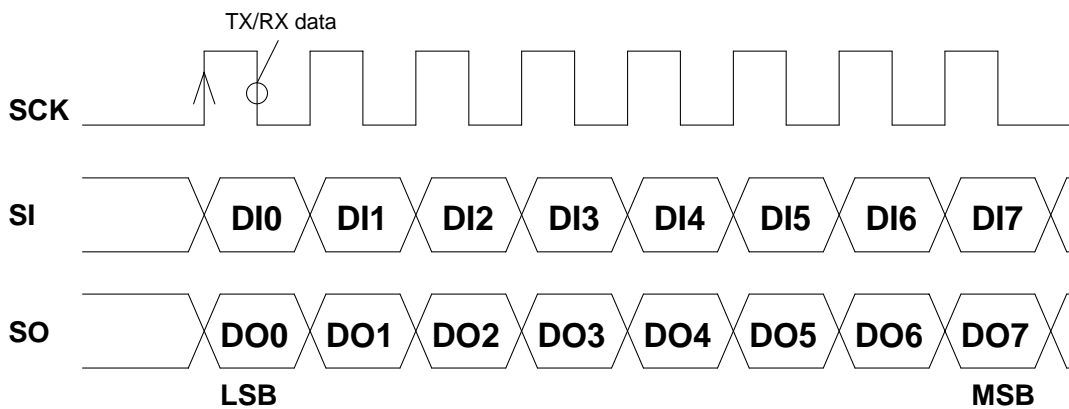 TX/RX data
SCK
SI DI0 DI1 DI2 DI3 DI4 DI5 DI6 DI7
SO DO0 DO1 DO2 DO3 DO4 DO5 DO6 DO7
LSB MSB